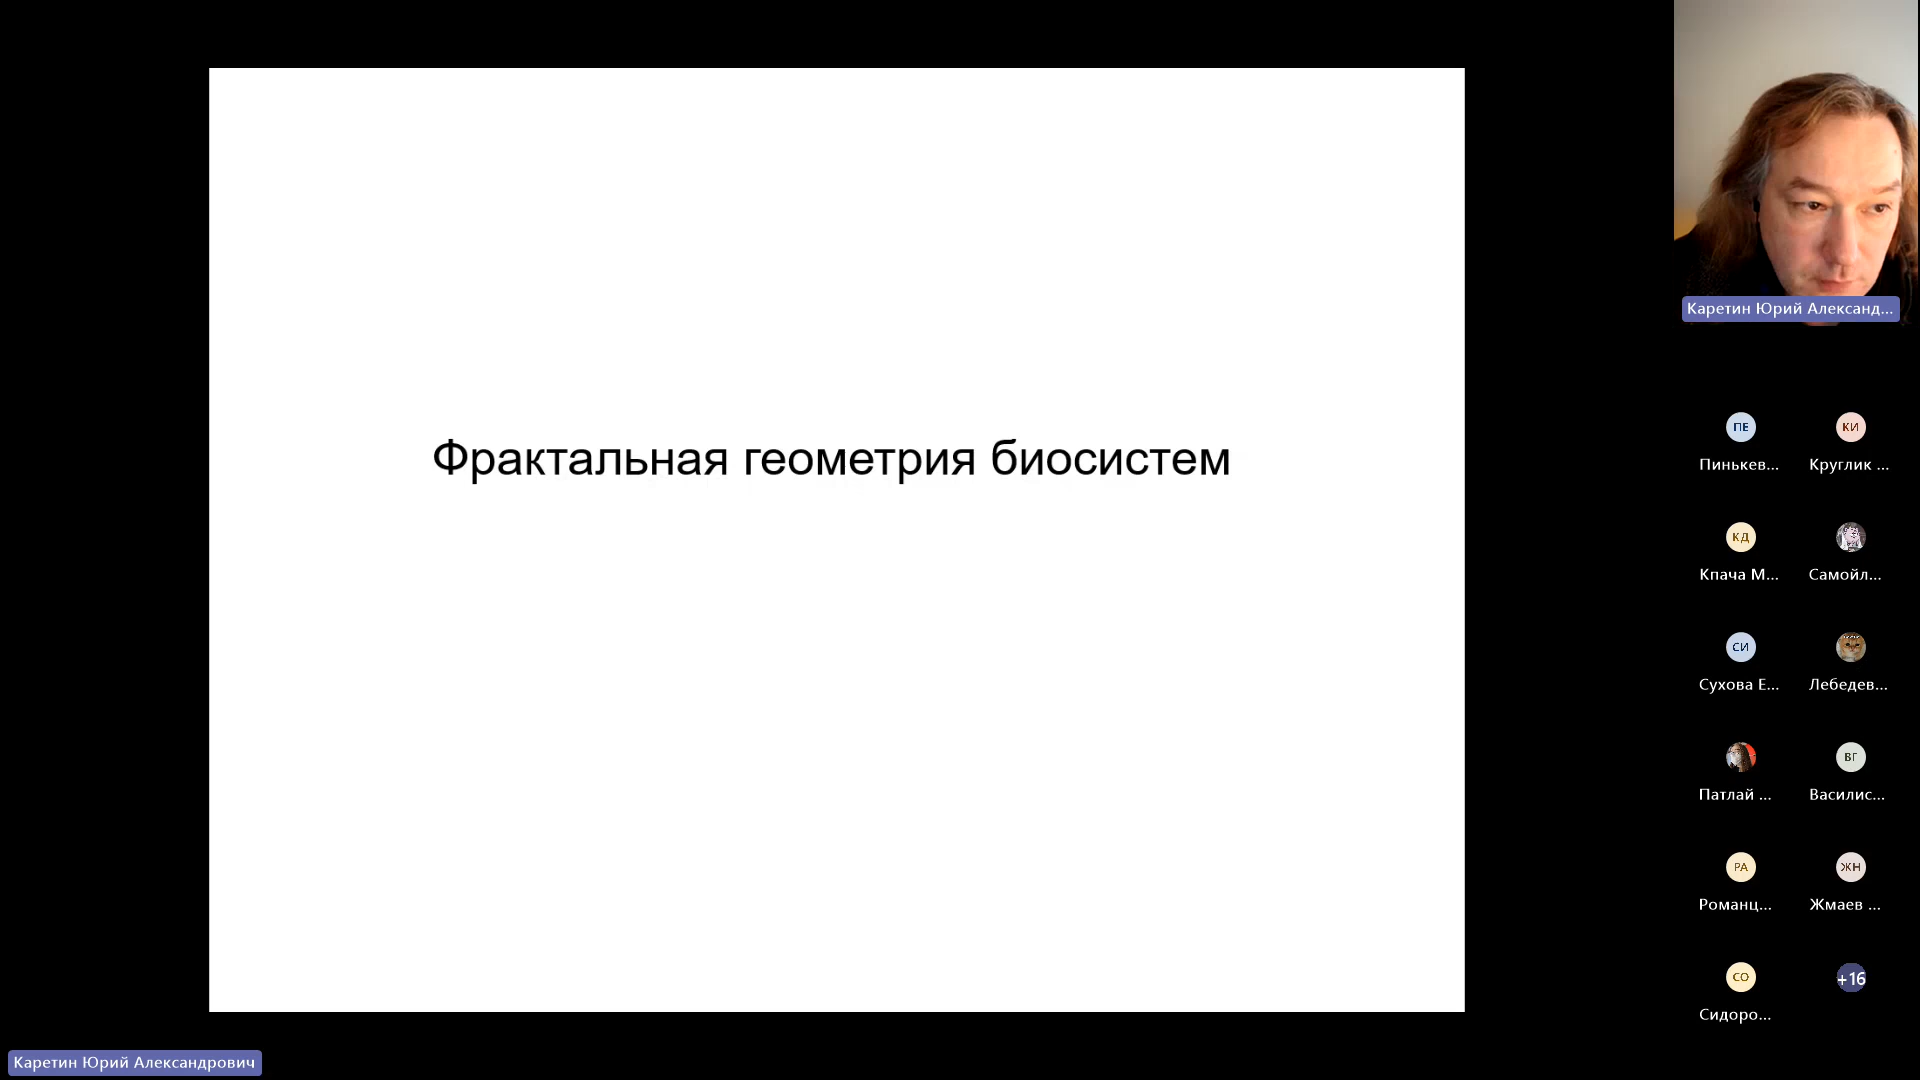 Фрактальная геометрия биосистем
Каретин Юрий Александ...
ПЕ
КИ
Пинькев...
Круглик ...
КД
Кпача М...
Самойл...
СИ
Сухова Е...
Лебедев...
Патлай ...
ВГ
Василис...
РА
ЖН
Романц...
Жмаев ...
СО
+16
Сидоро...
Каретин Юрий Александрович